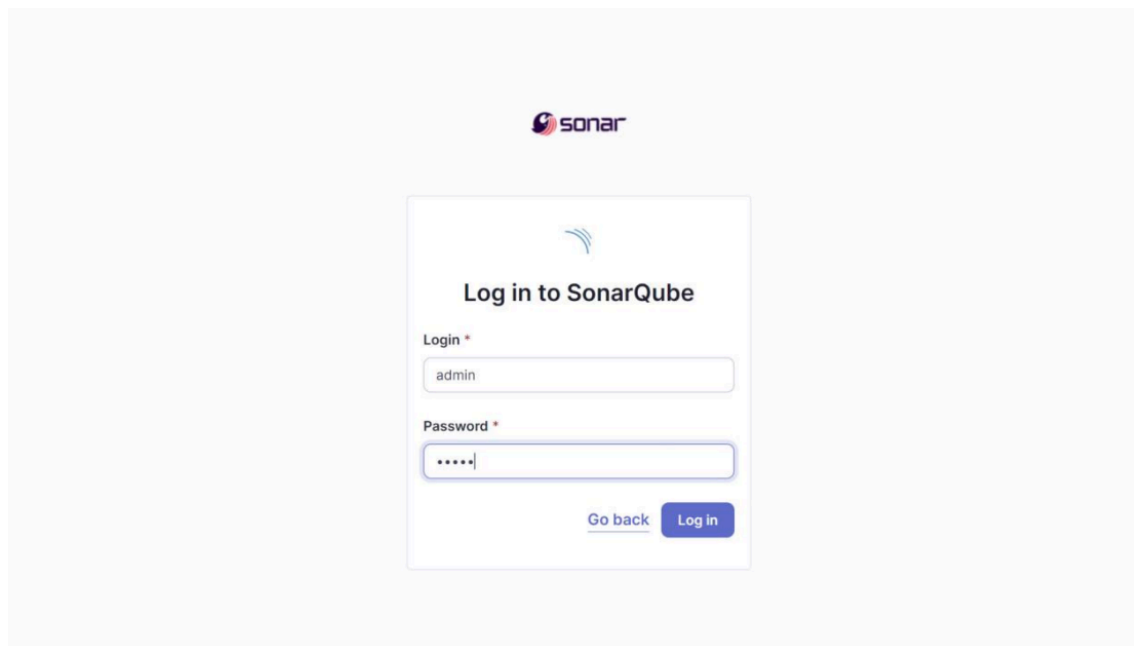 sonar
Log in to SonarQube
Login *
admin
Password *
•••••
Go back Log in